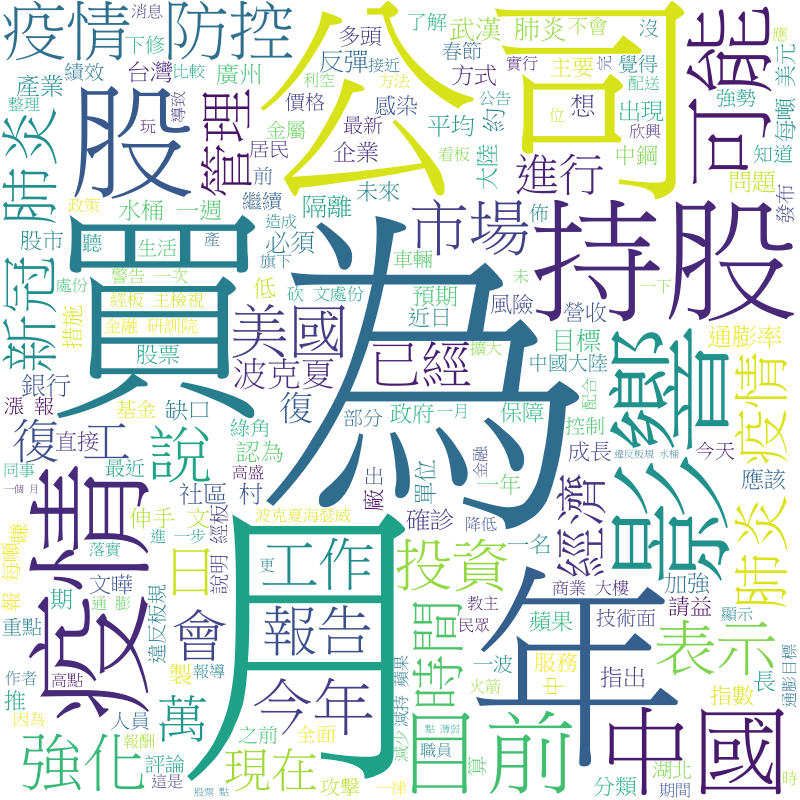 疫情 防控
公司
可能
肺炎
新冠
股
管理
買
為
持股
影響
市場
進行
美國
已經
波克夏
復工
說
疫情
月
年
工作
報告
今年
投資
經濟
日
會
萬
時間
目前
中國
表示
強化
現在
肺炎 疫情
消息
下修
多頭
了解
武漢 肺炎
不會
沒
應
績效
台灣
比較
反彈
接近
春節
實行
主要
覺得
完
美元
產業
廣州
利空
方法
配送
每噸
整理
導致
價格
感染
方式
想
出現
強勢
玩
金屬
最新
平均
約
公告
位
欣興
知道
居民
企業
大陸
看板
中鋼
問題
前
未來
發布
政策
水桶 一週
繼續
隔離
佈
股市
聽
生活
產
造成
必須
車輛
未
一下
處份
警告 一次
旗下
低
砍 文
處份
預期
風險
營收
經板 主
檢視
近日
目標
通膨率
措施
金融 研訓院
擴大
中國大陸
股票
銀行
漲 報
基金
缺口
復
部分
政府
一月
保障
配合
控制
違反板規 水桶
直接
綠角
認為
成長
今天
同事
最近
高盛
廠
出
單位
金融
一年
應該
一個 月
社區
村
賺
伸手 文
經板
波克夏海瑟威
確診
降低
落實
進 一步
說明
更
一名
商業 大樓
加強
報 每噸
文曄
期
通 膨
違反板規
教主
蘋果
技術面
請益
顯示
重點
製
報導
民眾
一波
服務
中
指出
長
通膨目標
作者
高點
推
火箭
指數
因為
人員
之前
全面
減少
減持 蘋果
點 薄弱
報酬
評論
職員
算
湖北
這是
攻擊
一律
分類
期間
時
股票 點